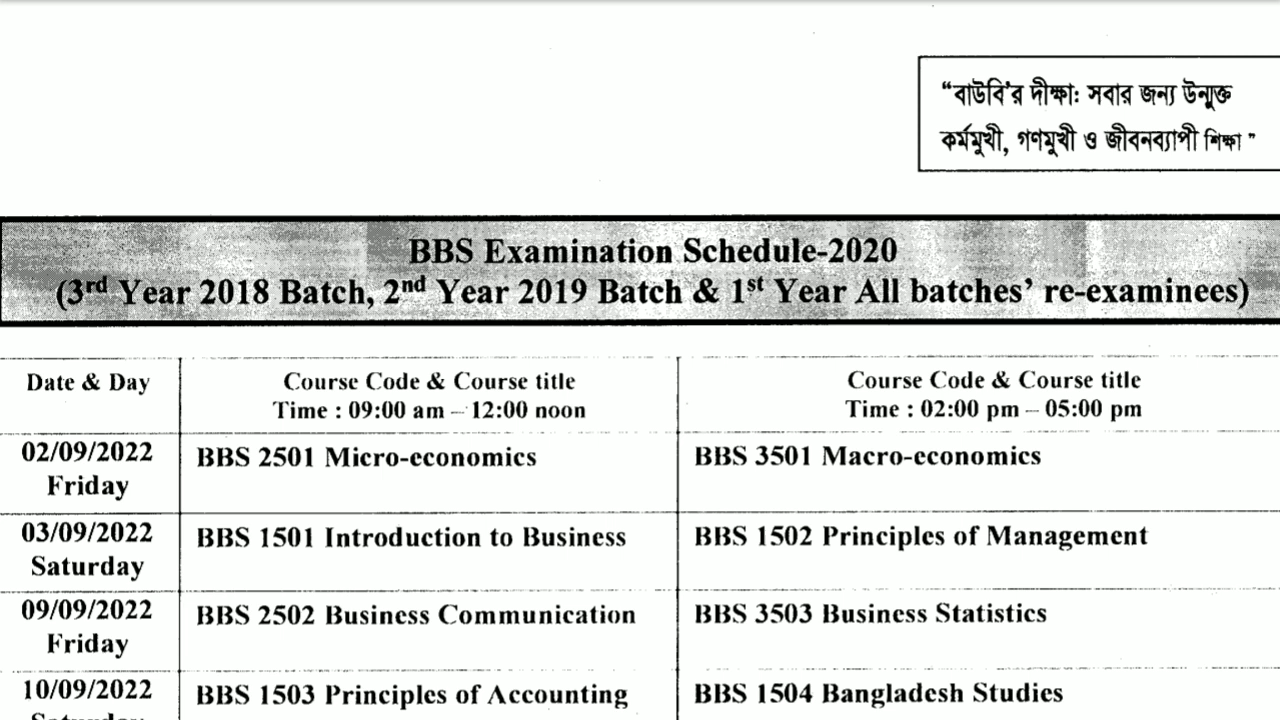 “বাউবি’র দীক্ষা: সবার জন্য উন্মুক্ত
কর্মমুখী, গণমুখী ও জীবনব্যাপী শিক্ষা ”
BBS Examination Schedule-2020
(3rd Year 2018 Batch, 2nd Year 2019 Batch & 1st Year All batches’ re-examinees)
Date & Day
Course Code & Course title
Time : 09:00 am – 12:00 noon
Course Code & Course title
Time : 02:00 pm – 05:00 pm
02/09/2022
Friday
BBS 2501 Micro-economics
BBS 3501 Macro-economics
03/09/2022
Saturday
BBS 1501 Introduction to Business
BBS 1502 Principles of Management
09/09/2022
Friday
BBS 2502 Business Communication
BBS 3503 Business Statistics
10/09/2022
Saturday
BBS 1503 Principles of Accounting
BBS 1504 Bangladesh Studies